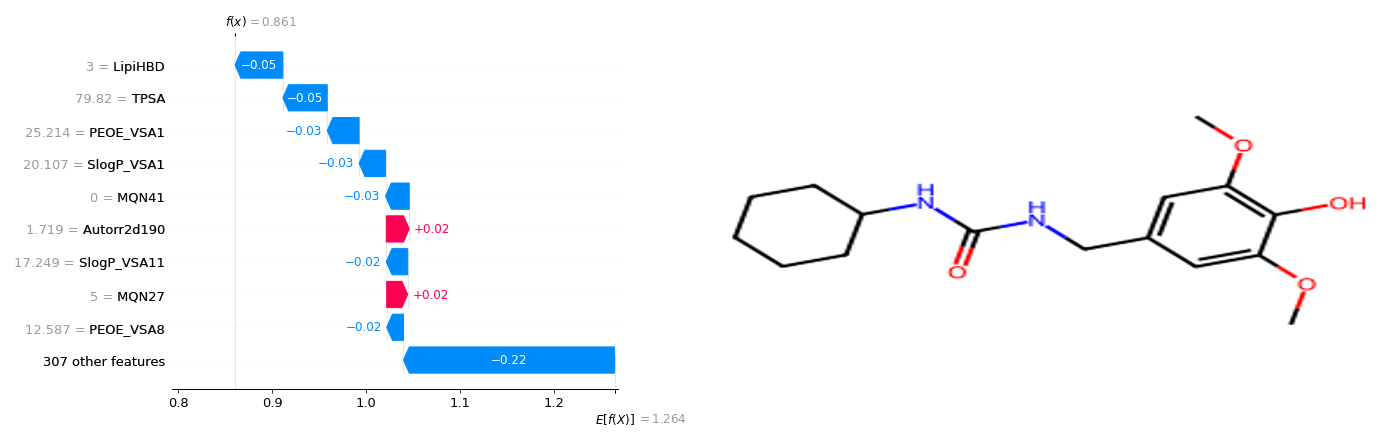 f(x) = 0.861
3 = LipiHBD
−0.05
79.82 = TPSA
−0.05
25.214 = PEOE_VSA1
−0.03
20.107 = SlogP_VSA1
−0.03
0 = MQN41
−0.03
1.719 = Autorr2d190
+0.02
17.249 = SlogP_VSA11
−0.02
5 = MQN27
+0.02
12.587 = PEOE_VSA8
−0.02
307 other features
−0.22
0.8 0.9 1.0 1.1 1.2
E[f(X)] = 1.264
O
H
N
H
N
OH
O
O